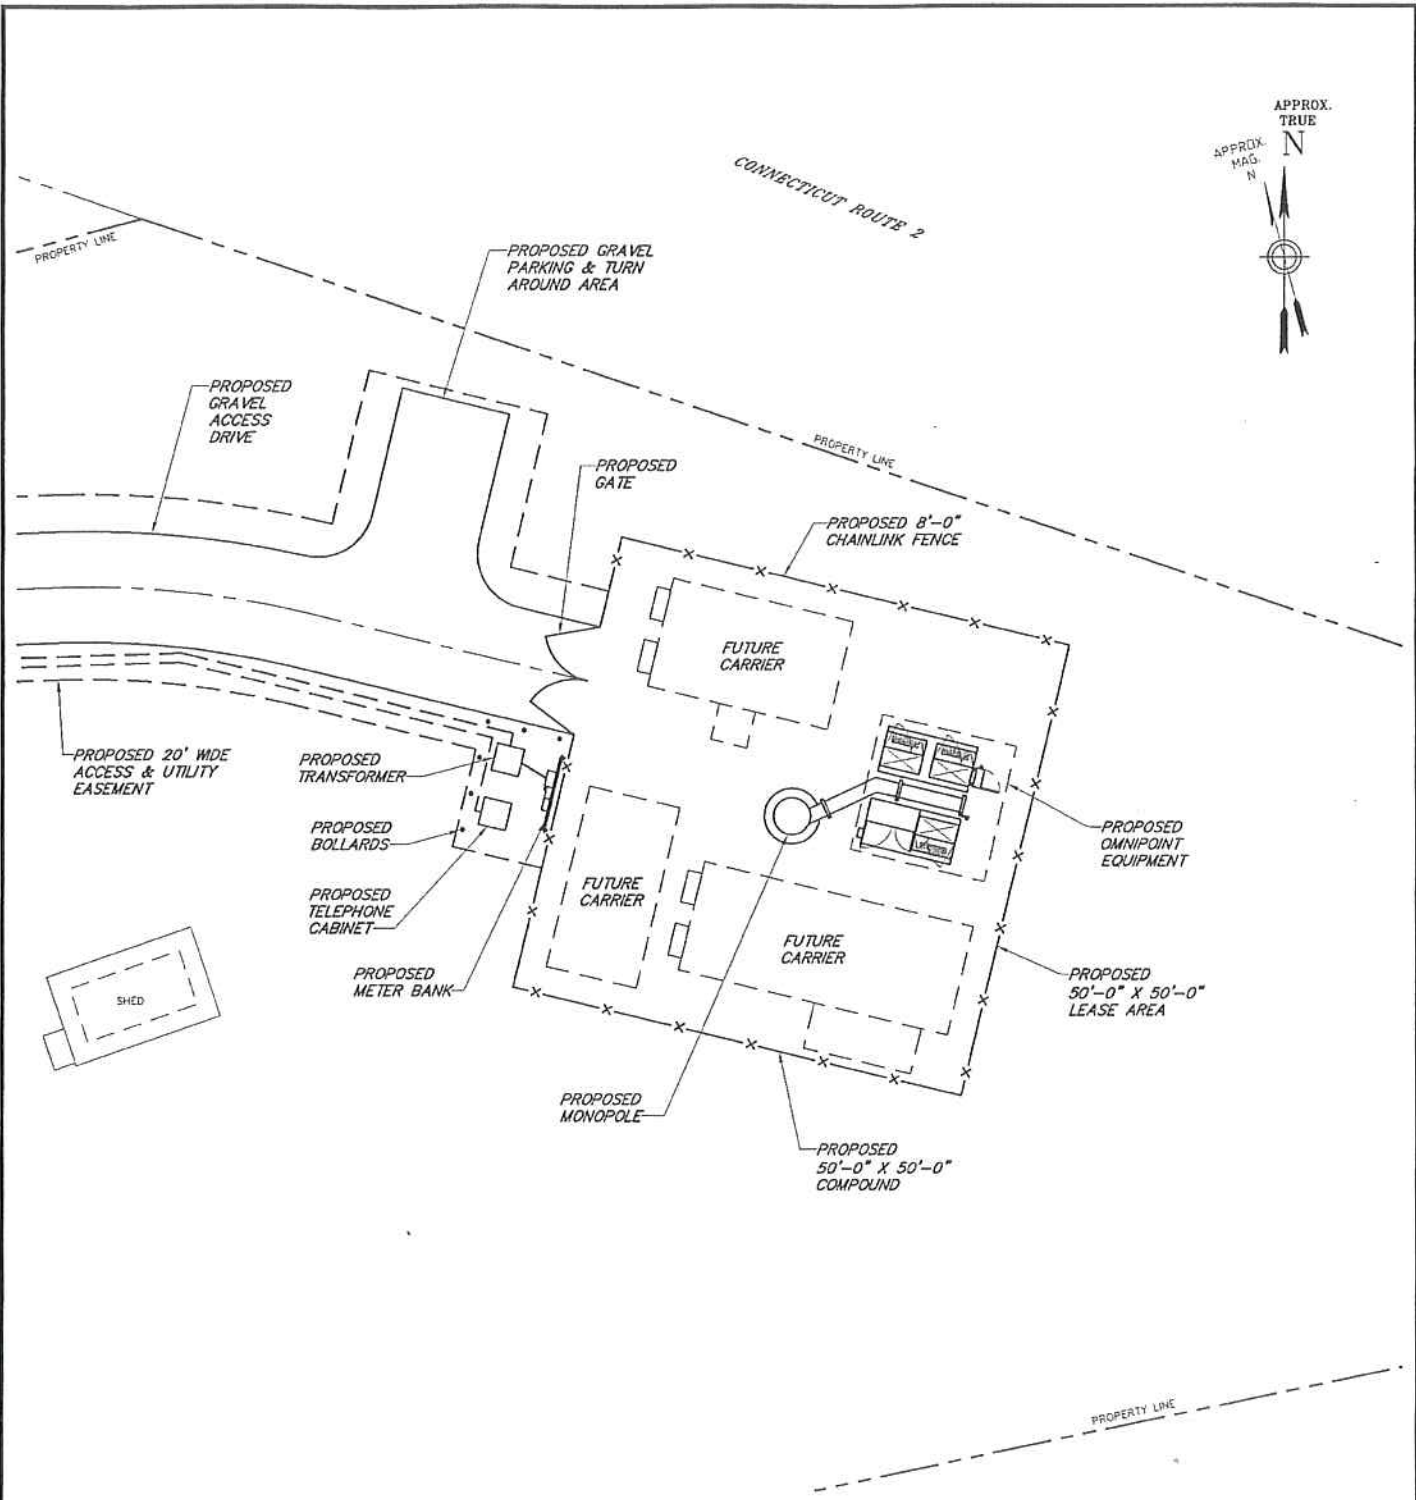 APPROX.
TRUE
N
APPROX.
MAG.
N
CONNECTICUT ROUTE 2
PROPERTY LINE
PROPOSED GRAVEL
PARKING & TURN
AROUND AREA
PROPOSED
GRAVEL
ACCESS
DRIVE
PROPERTY LINE
PROPOSED
GATE
PROPOSED 8'-0"
CHAINLINK FENCE
FUTURE
CARRIER
PROPOSED 20' WIDE
ACCESS & UTILITY
EASEMENT
PROPOSED
TRANSFORMER
PROPOSED
BOLLARDS
PROPOSED
OMNIPOINT
EQUIPMENT
PROPOSED
TELEPHONE
CABINET
FUTURE
CARRIER
FUTURE
CARRIER
PROPOSED
METER BANK
PROPOSED
50'-0" X 50'-0"
LEASE AREA
SHED
PROPOSED
MONOPOLE
PROPOSED
50'-0" X 50'-0"
COMPOUND
PROPERTY LINE